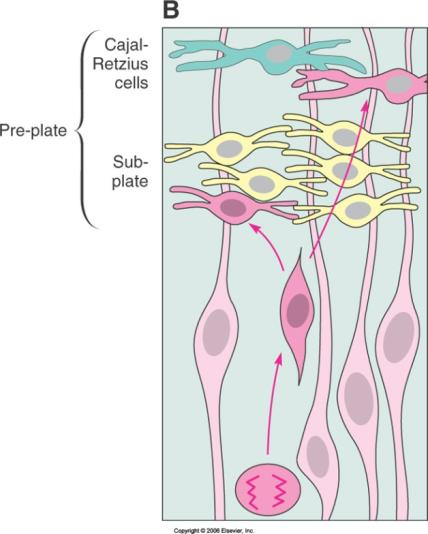 B
Cajal-
Retzius
cells
Pre-plate
Sub-
plate
Copyright © 2006 Elsevier, Inc.